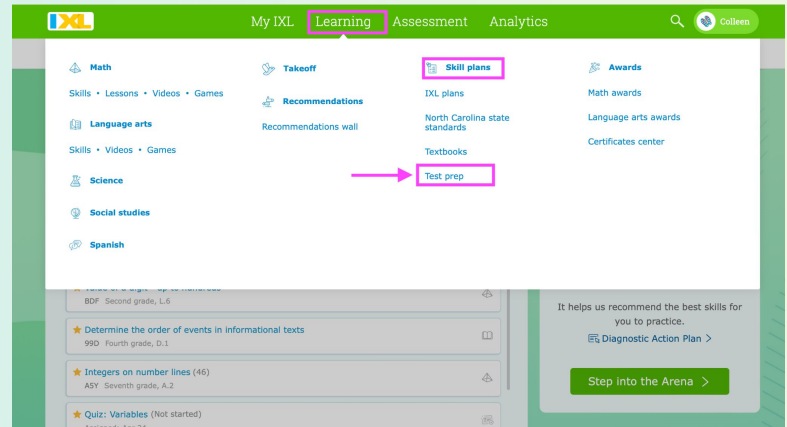 IXL
My IXL Learning Assessment Analytics
Colleen
Math
Skills • Lessons • Videos • Games
Language arts
Skills • Videos • Games
Science
Social studies
Spanish
Takeoff
Recommendations
Recommendations wall
Skill plans
IXL plans
North Carolina state
standards
Textbooks
Test prep
Awards
Math awards
Language arts awards
Certificates center
BDF Second grade, L.6
Determine the order of events in informational texts
99D Fourth grade, D.1
Integers on number lines (46)
A5Y Seventh grade, A.2
Quiz: Variables (Not started)
It helps us recommend the best skills for
you to practice.
Diagnostic Action Plan >
Step into the Arena >